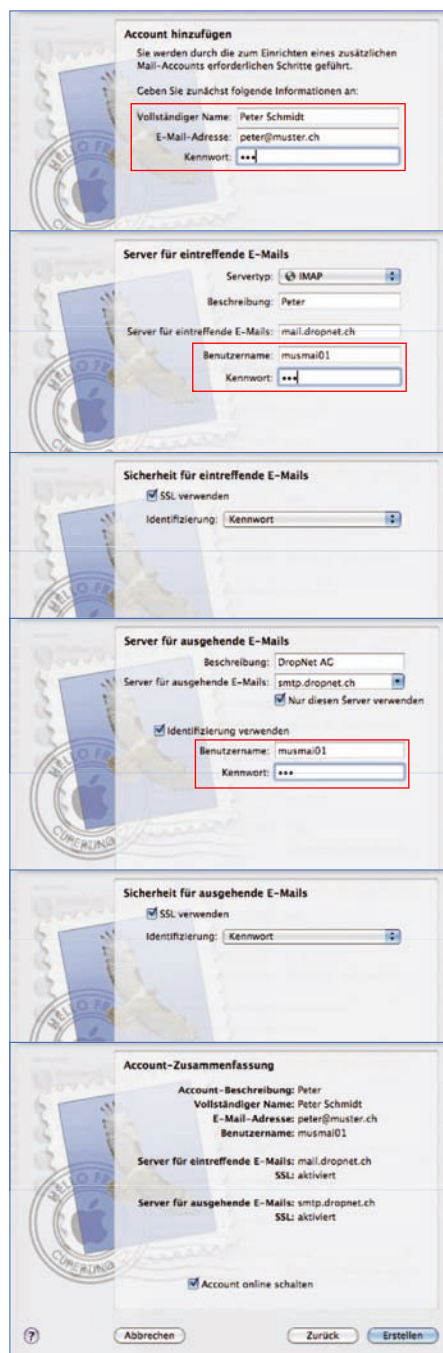 Account hinzufügen
Sie werden durch die zum Einrichten eines zusätzlichen
Mail-Accounts erforderlichen Schritte geführt.
Geben Sie zunächst folgende Informationen an:
Vollständiger Name: Peter Schmidt
E-Mail-Adresse: peter@muster.ch
Kennwort: •••
HELLO FR
Server für eintreffende E-Mails
Servertyp: IMAP
Beschreibung: Peter
Server für eintreffende E-Mails: mail.dropnet.ch
Benutzername: musmai01
Kennwort: •••
Sicherheit für eintreffende E-Mails
SSL verwenden
Identifizierung: Kennwort
Server für ausgehende E-Mails
Beschreibung: DropNet AG
Server für ausgehende E-Mails: smtp.dropnet.ch
Nur diesen Server verwenden
Identifizierung verwenden
Benutzername: musmai01
Kennwort: •••
CUPERTINO
Sicherheit für ausgehende E-Mails
SSL verwenden
Identifizierung: Kennwort
Account-Zusammenfassung
Account-Beschreibung: Peter
Vollständiger Name: Peter Schmidt
E-Mail-Adresse: peter@muster.ch
Benutzername: musmai01
Server für eintreffende E-Mails: mail.dropnet.ch
SSL: aktiviert
Server für ausgehende E-Mails: smtp.dropnet.ch
SSL: aktiviert
CUPERTINO
Account online schalten
? Abbrechen Zurück Erstellen